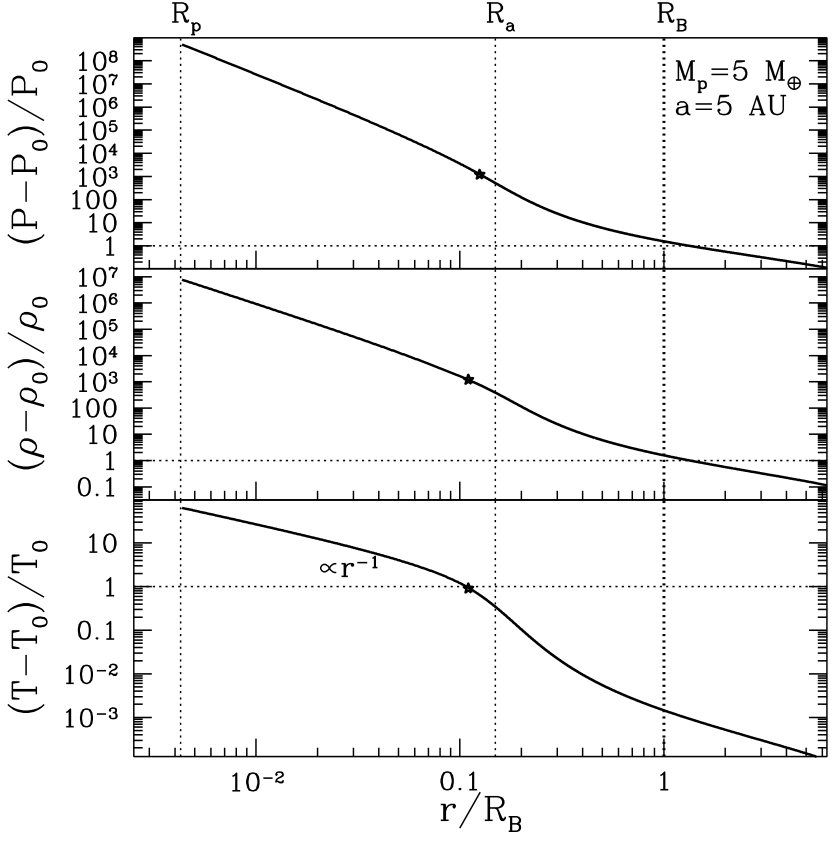 R_p R_a R_B
(P−P_0)/P_0
10^8
10^7
10^6
10^5
10^4
10^3
100
10
1
M_p=5 M_⊕
a=5 AU
(ρ−ρ_0)/ρ_0
10^7
10^6
10^5
10^4
10^3
100
10
1
0.1
(T−T_0)/T_0
10
1
0.1
10^−2
10^−3
∝r^−1
10^−2 0.1 1
r/R_B